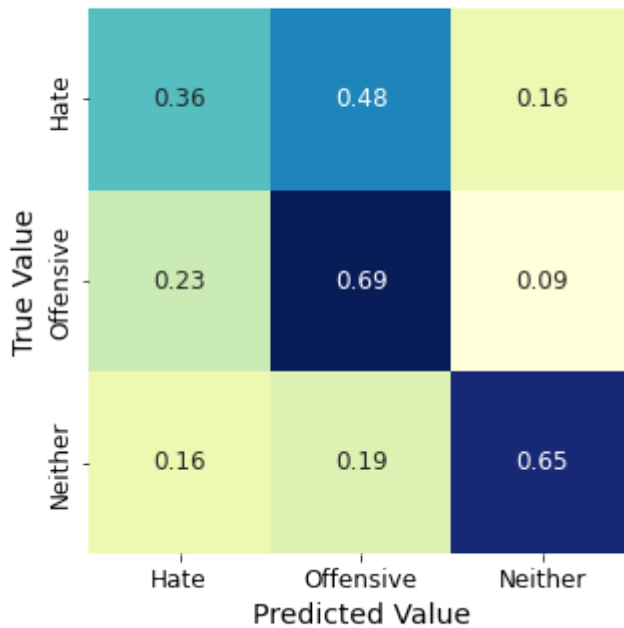 True Value
Hate
0.36 0.48 0.16
Offensive
0.23 0.69 0.09
Neither
0.16 0.19 0.65
Hate Offensive Neither
Predicted Value